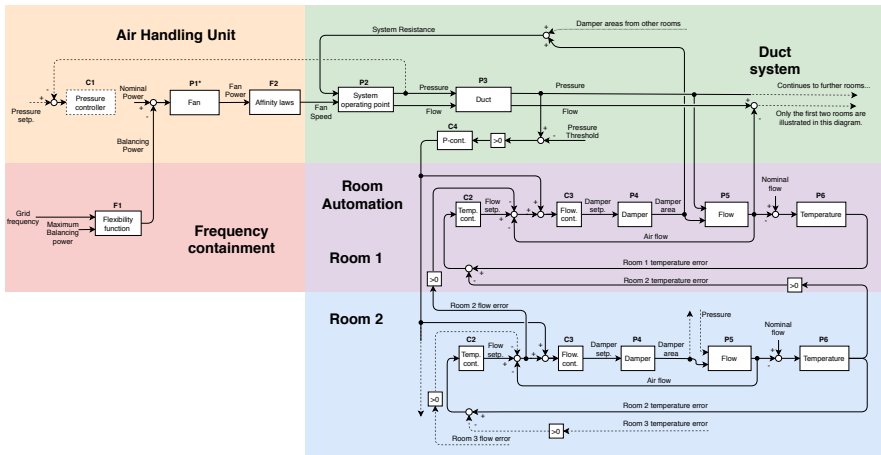 Air Handling Unit
System Resistance
Damper areas from other rooms
Duct
system
+
+
-
+
C1
Pressure
controller
Pressure
setp.
Nominal
Power
+
-
Balancing
Power
P1*
Fan
Fan
Power
F2
Affinity laws
Fan
Speed
P2
System
operating point
Pressure
Flow
P3
Duct
Pressure
Flow
Continues to further rooms...
Only the first two rooms are
illustrated in this diagram.
+
-
C4
P-cont.
>0
+
-
Pressure
Threshold
Grid
frequency
Maximum
Balancing
power
F1
Flexibility
function
Frequency
containment
Room
Automation
Room 1
C2
Temp.
cont.
Flow
setp.
-
+
-
+
+
C3
Flow.
cont.
Damper
setp.
P4
Damper
Damper
area
P5
Flow
Nominal
flow
+
-
P6
Temperature
Air flow
Room 1 temperature error
+
-
Room 2 temperature error
>0
>0
Room 2
Room 2 flow error
C2
Temp.
cont.
Flow
setp.
-
+
-
+
+
C3
Flow.
cont.
Damper
setp.
P4
Damper
Damper
area
Pressure
P5
Flow
Nominal
flow
+
-
P6
Temperature
Air flow
>0
Room 2 temperature error
+
-
Room 3 temperature error
>0
Room 3 flow error